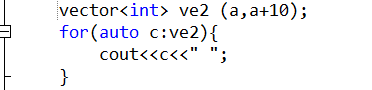 vector<int> ve2 (a,a+10);
for(auto c:ve2){
cout<<c<<" ";
}